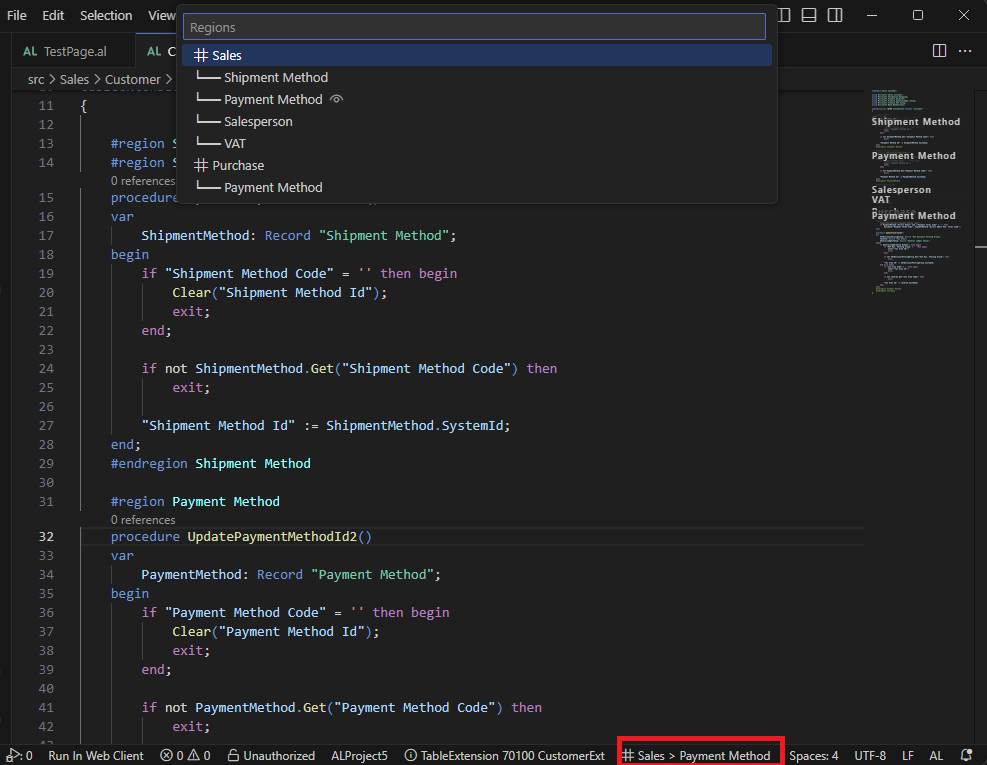 File Edit Selection View
Regions
AL TestPage.al
AL C
Sales
Shipment Method
Payment Method
Salesperson
VAT
Purchase
Payment Method
src > Sales > Customer >
11 {
12
13 #region S
14 #region S
0 references
15 procedure
16 var
17 ShipmentMethod: Record "Shipment Method";
18 begin
19 if "Shipment Method Code" = '' then begin
20 Clear("Shipment Method Id");
21 exit;
22 end;
23
24 if not ShipmentMethod.Get("Shipment Method Code") then
25 exit;
26
27 "Shipment Method Id" := ShipmentMethod.SystemId;
28 end;
29 #endregion Shipment Method
30
31 #region Payment Method
0 references
32 procedure UpdatePaymentMethodId2()
33 var
34 PaymentMethod: Record "Payment Method";
35 begin
36 if "Payment Method Code" = '' then begin
37 Clear("Payment Method Id");
38 exit;
39 end;
40
41 if not PaymentMethod.Get("Payment Method Code") then
42 exit;
Shipment Method
Payment Method
Salesperson
VAT
Payment Method
0 Run In Web Client 0 0 Unauthorized ALProject5 TableExtension 70100 CustomerExt Sales > Payment Method Spaces: 4 UTF-8 LF AL